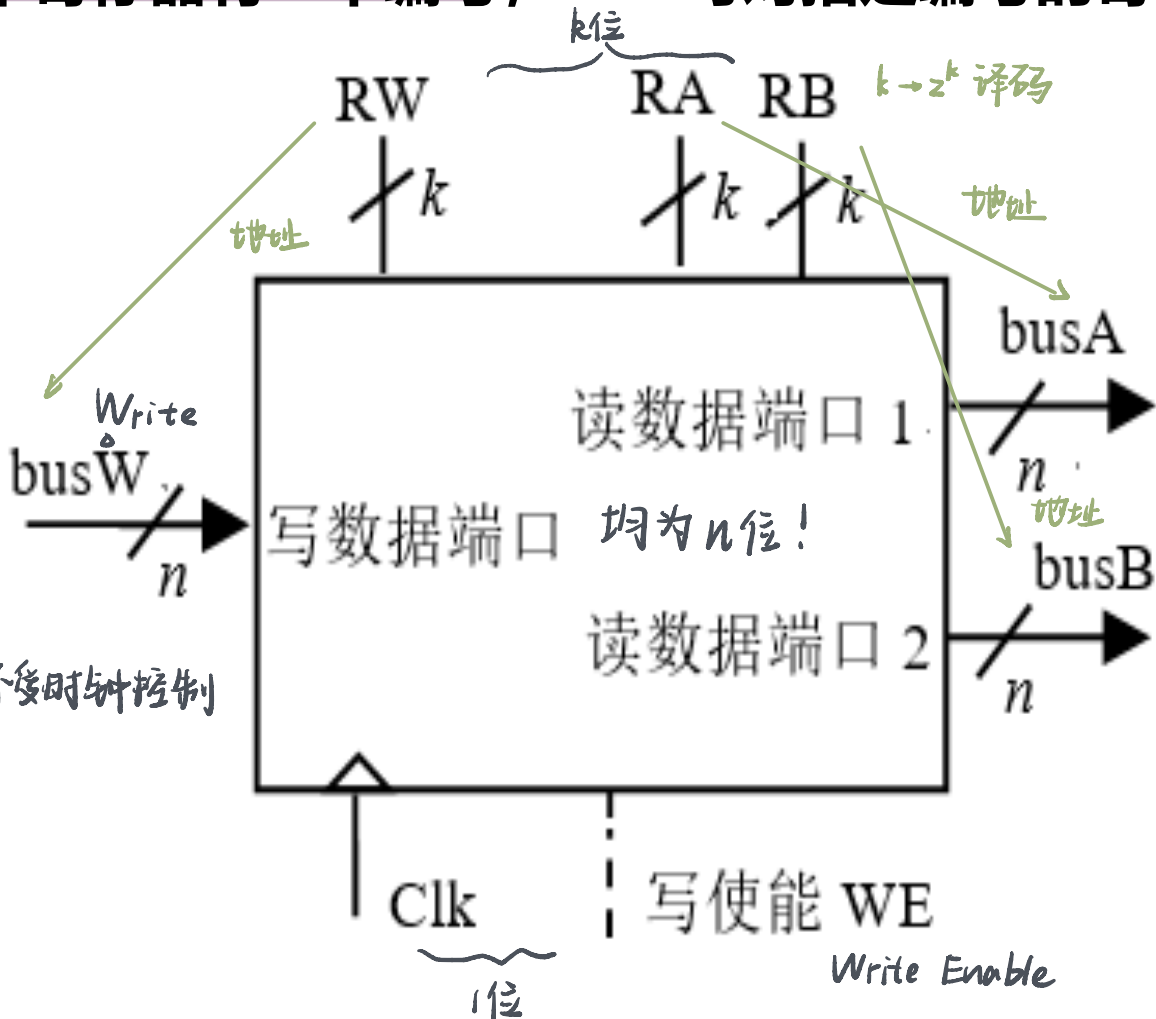 k位
RW RA RB k→2^k 译码
k k k
地址 地址
busA
Write
busW
读数据端口 1
n
n
写数据端口 均为n位!
地址
busB
读数据端口 2
n
不受时钟控制
Clk 写使能 WE
1位 Write Enable